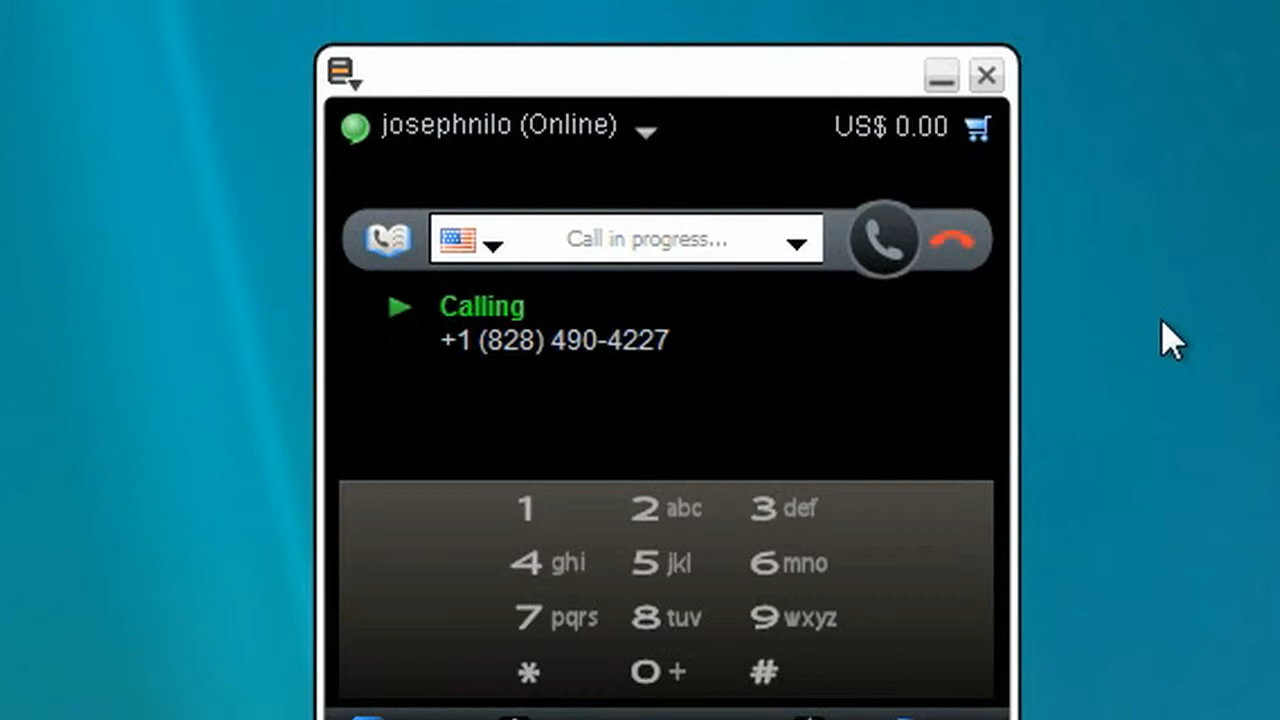 josephnilo (Online)
US$ 0.00
Call in progress...
Calling
+1 (828) 490-4227
1 2 abc 3 def
4 ghi 5 jkl 6 mno
7 pqrs 8 tuv 9 wxyz
* 0 + #